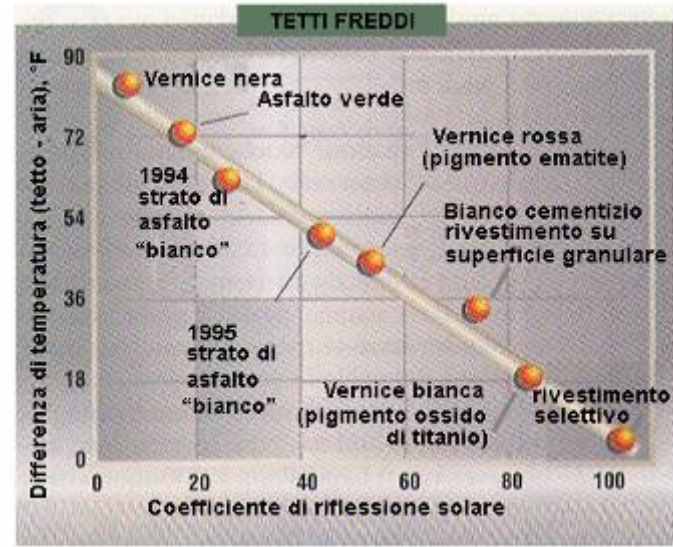 TETTI FREDDI
Differenza di temperatura (tetto - aria), °F
90
72
54
36
18
0
Vernice nera
Asfalto verde
1994
strato di
asfalto
“bianco”
Vernice rossa
(pigmento ematite)
Bianco cementizio
rivestimento su
superficie granulare
1995
strato di
asfalto
“bianco”
Vernice bianca
(pigmento ossido
di titanio)
rivestimento
selettivo
0 20 40 60 80 100
Coefficiente di riflessione solare